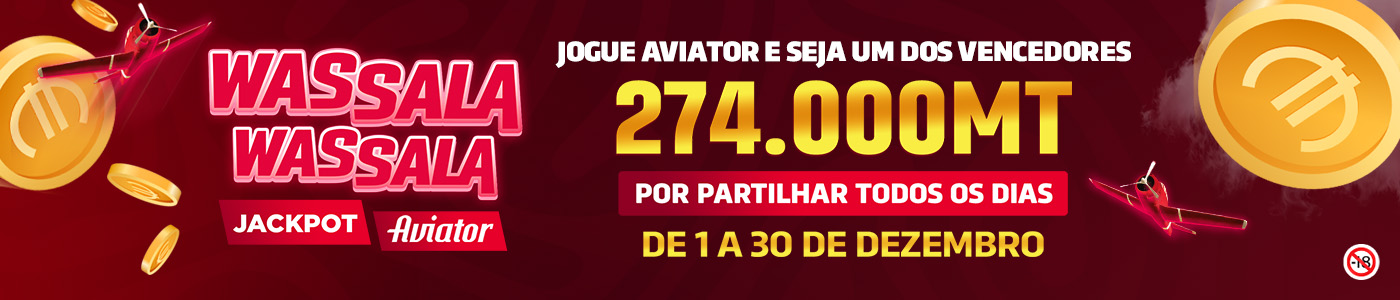 WASSALA
WASSALA
JACKPOT
Aviator
JOGUE AVIATOR E SEJA UM DOS VENCEDORES
274.000MT
POR PARTILHAR TODOS OS DIAS
DE 1 A 30 DE DEZEMBRO
-18